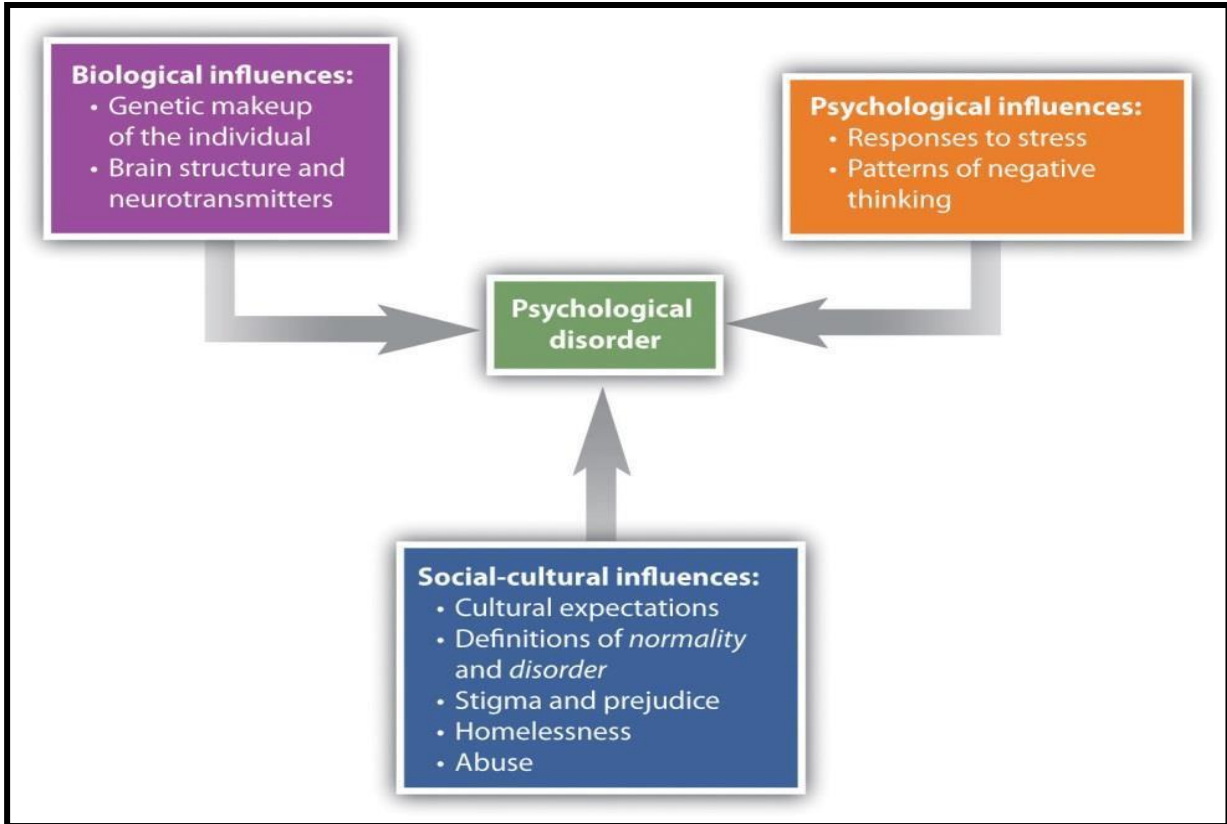 Biological influences:
• Genetic makeup
of the individual
• Brain structure and
neurotransmitters
Psychological influences:
• Responses to stress
• Patterns of negative
thinking
Psychological
disorder
Social-cultural influences:
• Cultural expectations
• Definitions of normality
and disorder
• Stigma and prejudice
• Homelessness
• Abuse